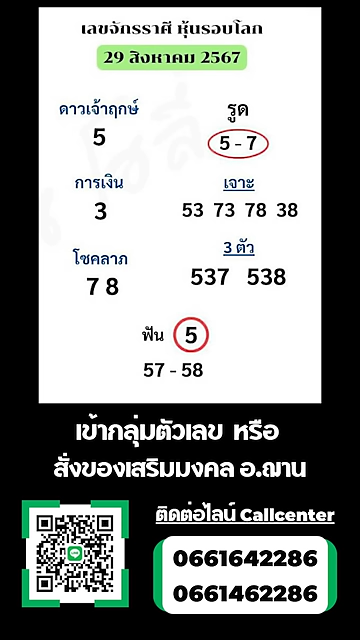 เลขจักรราศี หุ้นรอบโลก
29 สิงหาคม 2567
ดาวเจ้าฤกษ์
5
รูด
5 - 7
การเงิน
3
เจาะ
53 73 78 38
โชคลาภ
7 8
3 ตัว
537 538
ฟัน 5
57 - 58
เข้ากลุ่มตัวเลข หรือ
สั่งของเสริมมงคล อ.ฌาน
ติดต่อไลน์ Callcenter
0661642286
0661462286